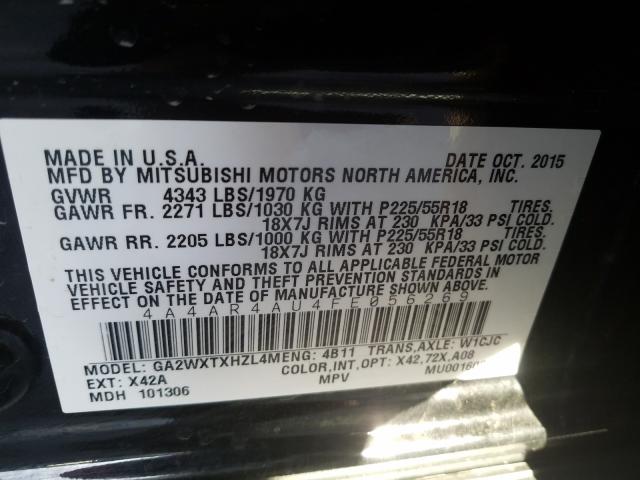 MADE IN U.S.A. DATE OCT. 2015
MFD BY MITSUBISHI MOTORS NORTH AMERICA, INC.
GVWR 4343 LBS/1970 KG
GAWR FR. 2271 LBS/1030 KG WITH P225/55R18 TIRES.
18X7J RIMS AT 230 KPA/33 PSI COLD.
GAWR RR. 2205 LBS/1000 KG WITH P225/55R18 TIRES.
18X7J RIMS AT 230 KPA/33 PSI COLD.
THIS VEHICLE CONFORMS TO ALL APPLICABLE FEDERAL MOTOR
VEHICLE SAFETY AND THEFT PREVENTION STANDARDS IN
EFFECT ON THE DATE OF MANUFACTURE SHOWN ABOVE.
4A4AR4AU4FE056269
MODEL: GA2WXTXHZL4MENG: 4B11 TRANS,AXLE: W1CJC
EXT: X42A COLOR,INT,OPT: X42,72X,A08
MDH 101306 MPV